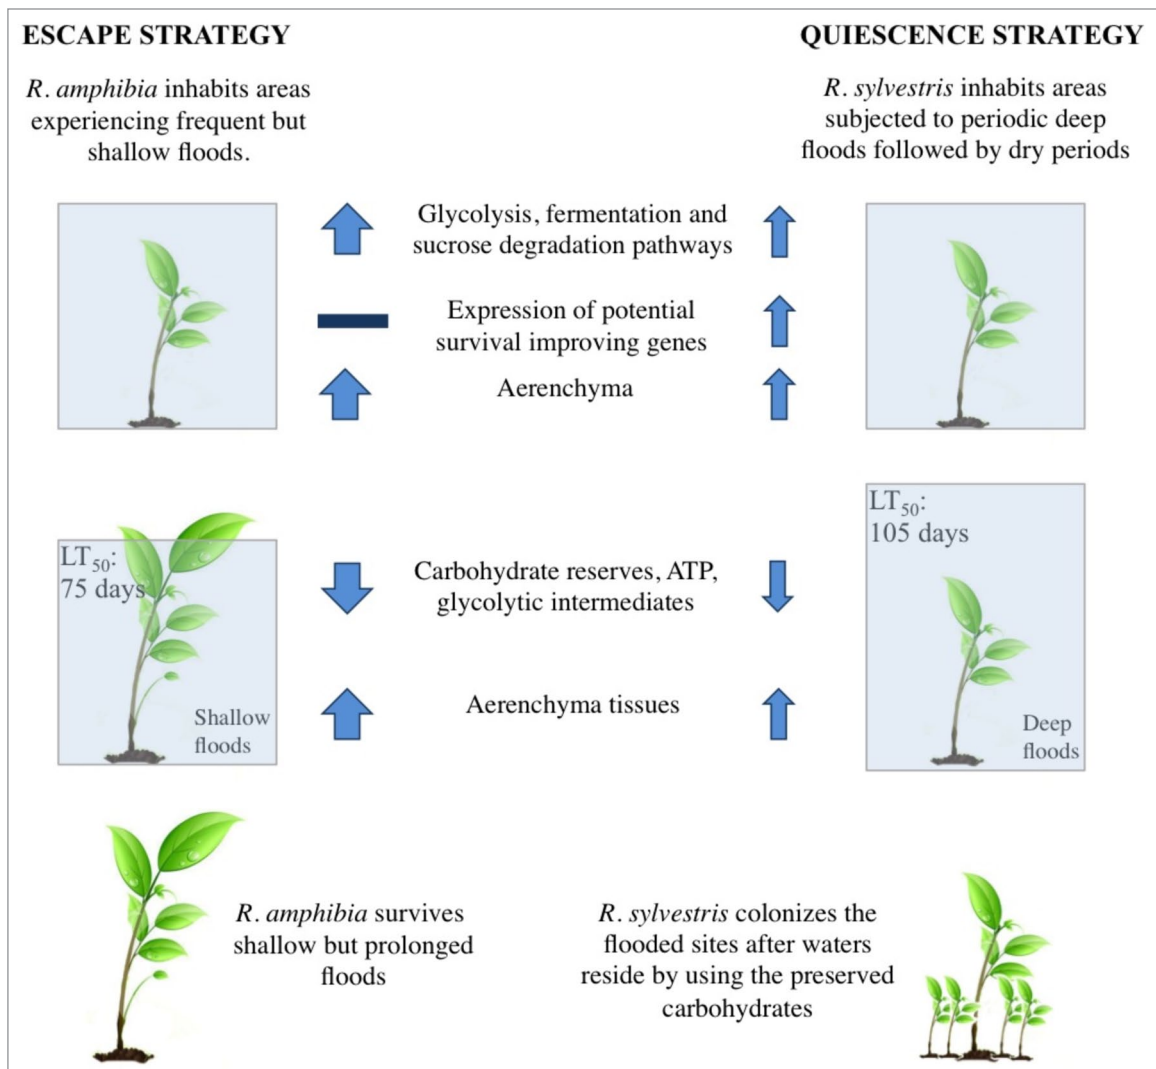 ESCAPE STRATEGY
R. amphibia inhabits areas
experiencing frequent but
shallow floods.
QUIESCENCE STRATEGY
R. sylvestris inhabits areas
subjected to periodic deep
floods followed by dry periods
Glycolysis, fermentation and
sucrose degradation pathways
Expression of potential
survival improving genes
Aerenchyma
LT50:
75 days
Shallow
floods
Carbohydrate reserves, ATP,
glycolytic intermediates
Aerenchyma tissues
LT50:
105 days
Deep
floods
R. amphibia survives
shallow but prolonged
floods
R. sylvestris colonizes the
flooded sites after waters
reside by using the preserved
carbohydrates